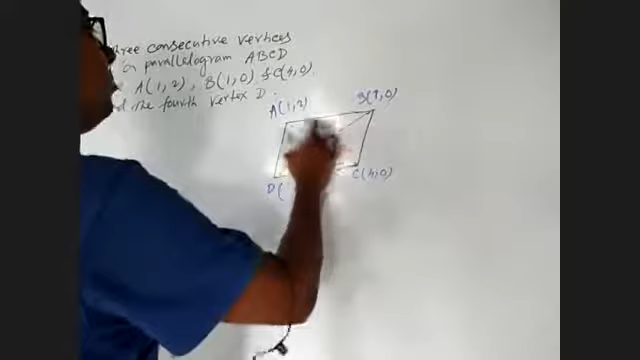 three consecutive vertices
a parallelogram ABCD
A(1,2), B(1,0) & C(4,0)
the fourth vertex D.
A(1,2)
B(1,0)
D(
C(4,0)